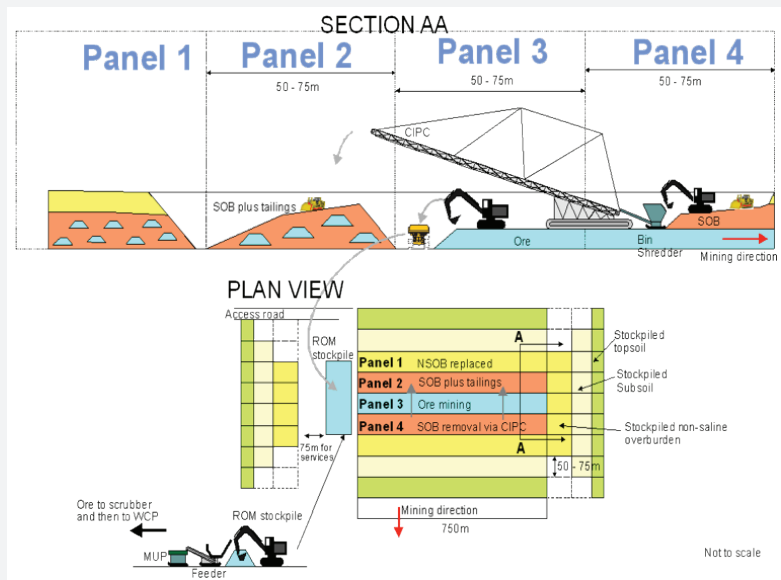 SECTION AA
Panel 1
Panel 2
Panel 3
Panel 4
50 - 75m
50 - 75m
50 - 75m
CIPC
SOB plus tailings
SOB
Ore
Bin
Shredder
Mining direction
PLAN VIEW
Access road
ROM
stockpile
A
Panel 1 NSOB replaced
Panel 2 SOB plus tailings
Panel 3 Ore mining
Panel 4 SOB removal via CIPC
A
Stockpiled
topsoil
Stockpiled
Subsoil
Stockpiled non-saline
overburden
75m for
services
50 - 75m
Mining direction
750m
Ore to scrubber
and then to WCP
ROM stockpile
MUP
Feeder
Not to scale